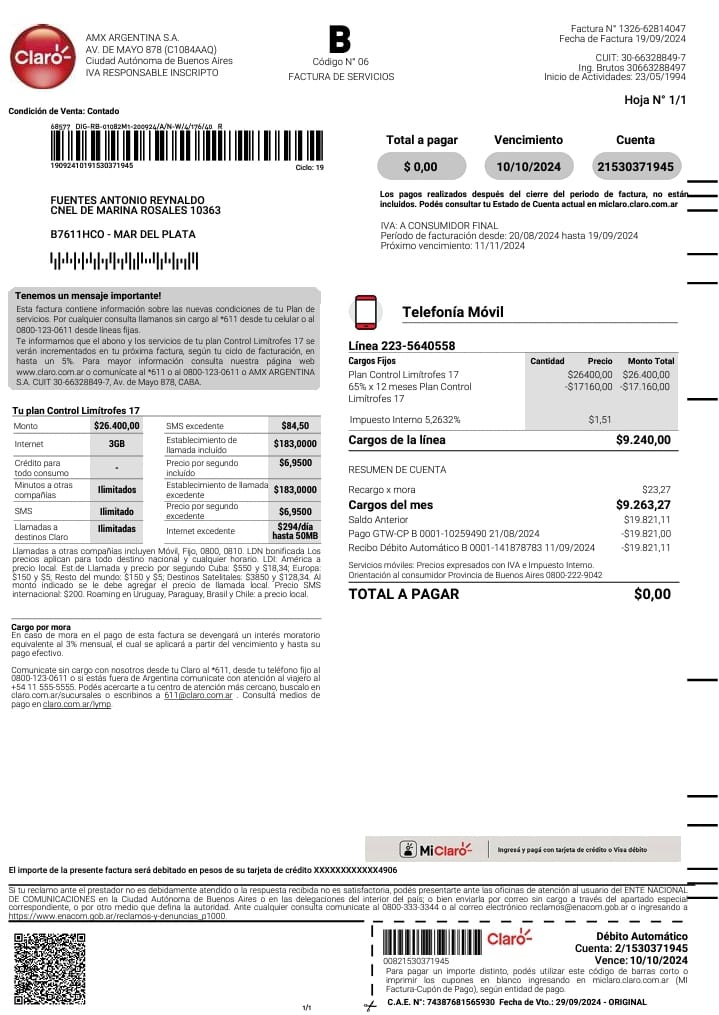 Claro
AMX ARGENTINA S.A.
AV. DE MAYO 878 (C1084AAQ)
Ciudad Autónoma de Buenos Aires
IVA RESPONSABLE INSCRIPTO
B
Código N° 06
FACTURA DE SERVICIOS
Factura N° 1326-62814047
Fecha de Factura 19/09/2024
CUIT: 30-66328849-7
Ing. Brutos 30663288497
Inicio de Actividades: 23/05/1994
Hoja N° 1/1
Condición de Venta: Contado
68577 DIG-RB-01082M1-200924/A/N-W/4/176/40 R
19092410191530371945
Ciclo: 19
FUENTES ANTONIO REYNALDO
CNEL DE MARINA ROSALES 10363
B7611HCO - MAR DEL PLATA
Total a pagar Vencimiento Cuenta
$ 0,00 10/10/2024 21530371945
Los pagos realizados después del cierre del periodo de factura, no están
incluidos. Podés consultar tu Estado de Cuenta actual en miclaro.claro.com.ar
IVA: A CONSUMIDOR FINAL
Período de facturación desde: 20/08/2024 hasta 19/09/2024
Próximo vencimiento: 11/11/2024
Tenemos un mensaje importante!
Esta factura contiene información sobre las nuevas condiciones de tu Plan de
servicios. Por cualquier consulta llamanos sin cargo al *611 desde tu celular o al
0800-123-0611 desde líneas fijas.
Te informamos que el abono y los servicios de tu plan Control Limítrofes 17 se
verán incrementados en tu próxima factura, según tu ciclo de facturación, en
hasta un 5%. Para mayor información consulta nuestra página web
www.claro.com.ar o comunícate al *611 o al 0800-123-0611 o AMX ARGENTINA
S.A. CUIT 30-66328849-7, Av. de Mayo 878, CABA.
Tu plan Control Limítrofes 17
Monto $26.400,00 SMS excedente $84,50
Internet 3GB Establecimiento de llamada incluído $183,0000
Crédito para todo consumo - Precio por segundo incluído $6,9500
Minutos a otras compañías Ilimitados Establecimiento de llamada excedente $183,0000
SMS Ilimitado Precio por segundo excedente $6,9500
Llamadas a destinos Claro Ilimitadas Internet excedente $294/día hasta 50MB
Llamadas a otras compañías incluyen Móvil, Fijo, 0800, 0810. LDN bonificada Los
precios aplican para todo destino nacional y cualquier horario. LDI: América a
precio local. Est.de Llamada y precio por segundo Cuba: $550 y $18,34; Europa:
$150 y $5; Resto del mundo: $150 y $5; Destinos Satelitales: $3850 y $128,34. Al
monto indicado se le debe agregar el precio de llamada local. Precio SMS
internacional: $200. Roaming en Uruguay, Paraguay, Brasil y Chile: a precio local.
Cargo por mora
En caso de mora en el pago de esta factura se devengará un interés moratorio
equivalente al 3% mensual, el cual se aplicará a partir del vencimiento y hasta su
pago efectivo.
Comunicate sin cargo con nosotros desde tu Claro al *611, desde tu teléfono fijo al
0800-123-0611 o si estás fuera de Argentina comunicate con atención al viajero al
+54 11 555-5555. Podés acercarte a tu centro de atención más cercano, buscalo en
claro.com.ar/sucursales o escribinos a 611@claro.com.ar . Consultá medios de
pago en claro.com.ar/lymp.
Telefonía Móvil
Línea 223-5640558
Cargos Fijos Cantidad Precio Monto Total
Plan Control Limítrofes 17 $26400,00 $26.400,00
65% x 12 meses Plan Control -$17160,00 -$17.160,00
Limítrofes 17
Impuesto Interno 5,2632% $1,51
Cargos de la línea $9.240,00
RESUMEN DE CUENTA
Recargo x mora $23,27
Cargos del mes $9.263,27
Saldo Anterior $19.821,11
Pago GTW-CP B 0001-10259490 21/08/2024 -$19.821,00
Recibo Débito Automático B 0001-141878783 11/09/2024 -$19.821,11
Servicios móviles: Precios expresados con IVA e Impuesto Interno.
Orientación al consumidor Provincia de Buenos Aires 0800-222-9042
TOTAL A PAGAR $0,00
MiClaro Ingresá y pagá con tarjeta de crédito o Visa débito
El importe de la presente factura será debitado en pesos de su tarjeta de crédito XXXXXXXXXXXX4906
Si tu reclamo ante el prestador no es debidamente atendido o la respuesta recibida no es satisfactoria, podés presentarte ante las oficinas de atención al usuario del ENTE NACIONAL
DE COMUNICACIONES en la Ciudad Autónoma de Buenos Aires o en las delegaciones del interior del país; o bien enviarla por correo sin cargo a través del apartado especial
correspondiente, o por otro medio que defina la autoridad. Ante cualquier consulta comunicate al 0800-333-3344 o al correo electrónico reclamos@enacom.gob.ar o ingresando a
https://www.enacom.gob.ar/reclamos-y-denuncias_p1000.
00821530371945
Claro
Débito Automático
Cuenta: 2/1530371945
Vence: 10/10/2024
Para pagar un importe distinto, podés utilizar este código de barras corto o
imprimir los cupones en blanco ingresando en miclaro.claro.com.ar (MI
Factura-Cupón de Pago), según entidad de pago.
C.A.E. N°: 74387681565930 Fecha de Vto.: 29/09/2024 - ORIGINAL
1/1